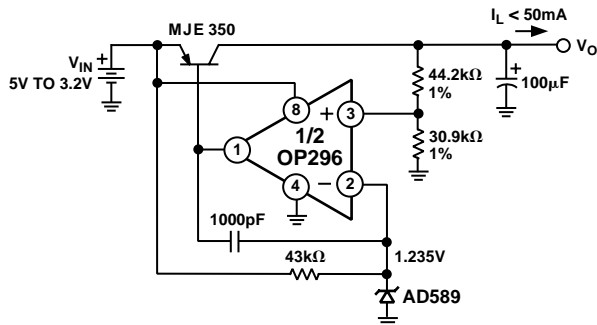 MJE 350
I_L < 50mA
V_IN +
5V TO 3.2V
V_O
44.2kΩ
1%
+
100µF
8
+
3
1/2
OP296
1
30.9kΩ
1%
4
−
2
1000pF
43kΩ
1.235V
AD589